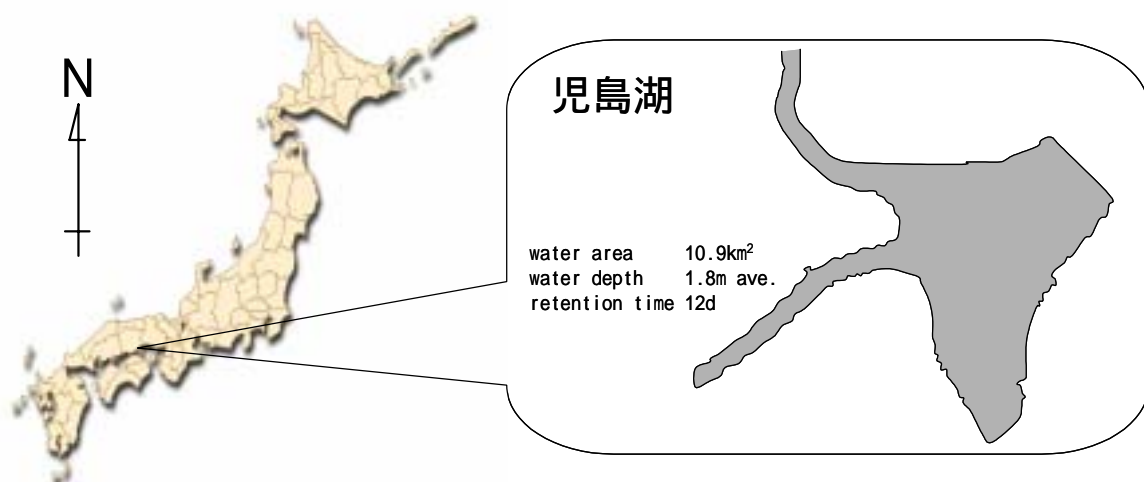 N
児島湖
water area 10.9km²
water depth 1.8m ave.
retention time 12d